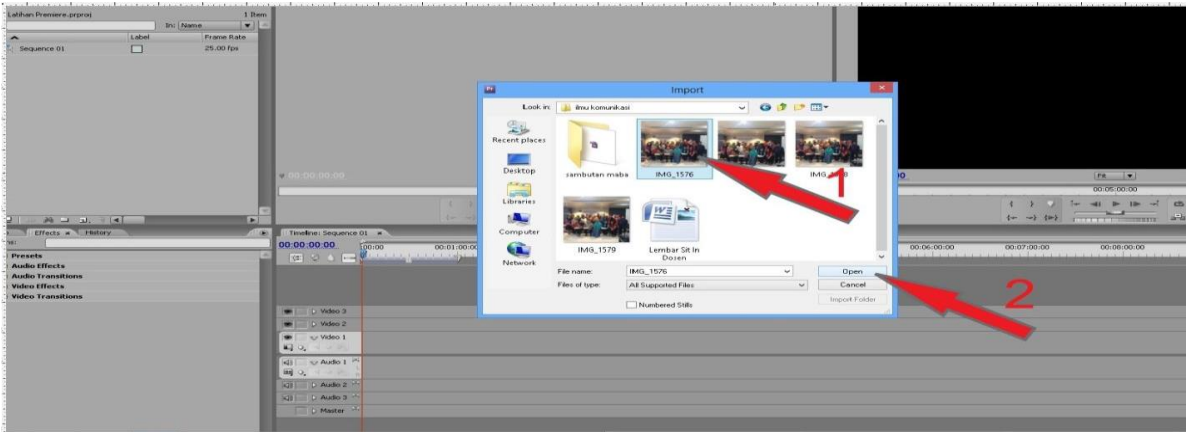 Latihan Premiere.prproj
1 Item
In: Name
Label
Frame Rate
Sequence 01
25.00 fps
00:00:00:00
Fit
00:05:00:00
Import
Look in:
ilmu komunikasi
Recent places
Desktop
Libraries
Computer
Network
sambutan maba
IMG_1576
IMG_1579
Lembar Sit In
Dosen
1
File name:
IMG_1576
Open
Files of type:
All Supported Files
Cancel
Numbered Stills
Import Folder
2
Effects
History
Presets
Audio Effects
Audio Transitions
Video Effects
Video Transitions
Timeline: Sequence 01
00:00:00:00
00:00
00:01:00:00
00:06:00:00
00:07:00:00
00:08:00:00
Video 3
Video 2
Video 1
Audio 1
Audio 2
Audio 3
Master